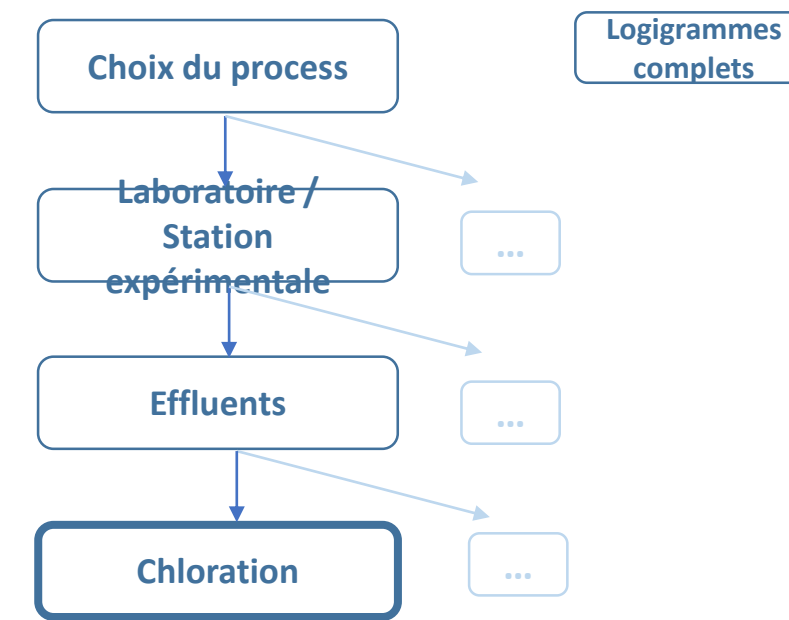 Choix du process
Logigrammes
complets
Laboratoire /
Station
expérimentale
...
Effluents
...
Chloration
...